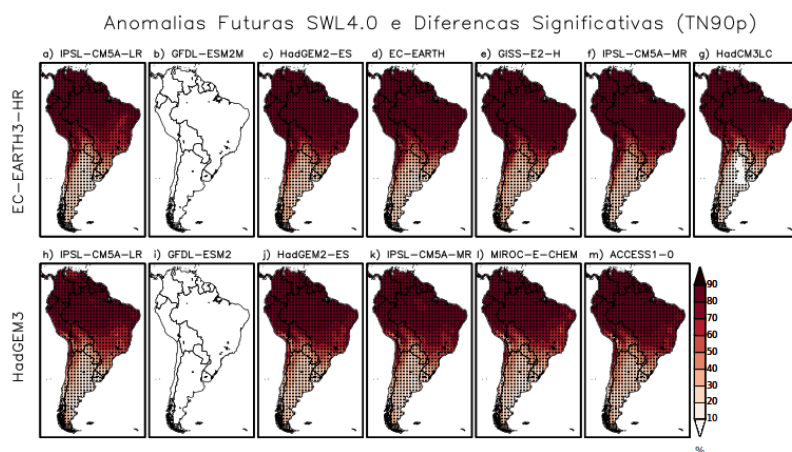 Anomalias Futuras SWL4.0 e Diferencas Significativas (TN90p)
a) IPSL-CM5A-LR b) GFDL-ESM2M c) HadGEM2-ES d) EC-EARTH e) GISS-E2-H f) IPSL-CM5A-MR g) HadCM3LC
EC-EARTH3-HR
h) IPSL-CM5A-LR i) GFDL-ESM2 j) HadGEM2-ES k) IPSL-CM5A-MR l) MIROC-E-CHEM m) ACCESS1-0
HadGEM3
90
80
70
60
50
40
30
20
10
%